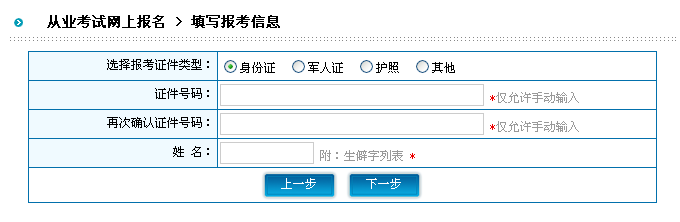 从业考试网上报名 > 填写报考信息
选择报考证件类型： 身份证 军人证 护照 其他
证件号码： *仅允许手动输入
再次确认证件号码： *仅允许手动输入
姓 名： 附：生僻字列表 *
上一步 下一步